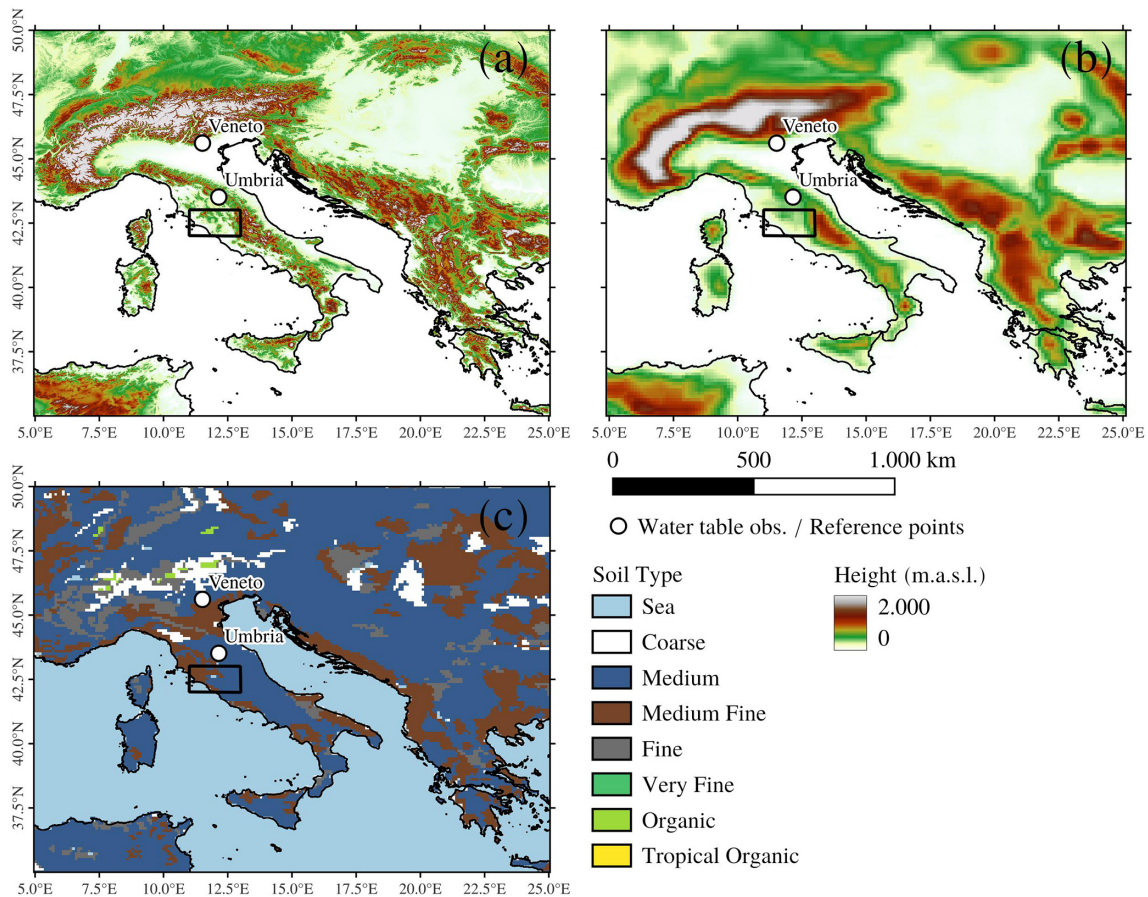 50.0°N
47.5°N
45.0°N
42.5°N
40.0°N
37.5°N
(a)
Veneto
Umbria
5.0°E 7.5°E 10.0°E 12.5°E 15.0°E 17.5°E 20.0°E 22.5°E 25.0°E
(b)
Veneto
Umbria
5.0°E 7.5°E 10.0°E 12.5°E 15.0°E 17.5°E 20.0°E 22.5°E 25.0°E
50.0°N
47.5°N
45.0°N
42.5°N
40.0°N
37.5°N
(c)
Veneto
Umbria
5.0°E 7.5°E 10.0°E 12.5°E 15.0°E 17.5°E 20.0°E 22.5°E 25.0°E
0 500 1.000 km
Water table obs. / Reference points
Soil Type
Sea
Coarse
Medium
Medium Fine
Fine
Very Fine
Organic
Tropical Organic
Height (m.a.s.l.)
2.000
0